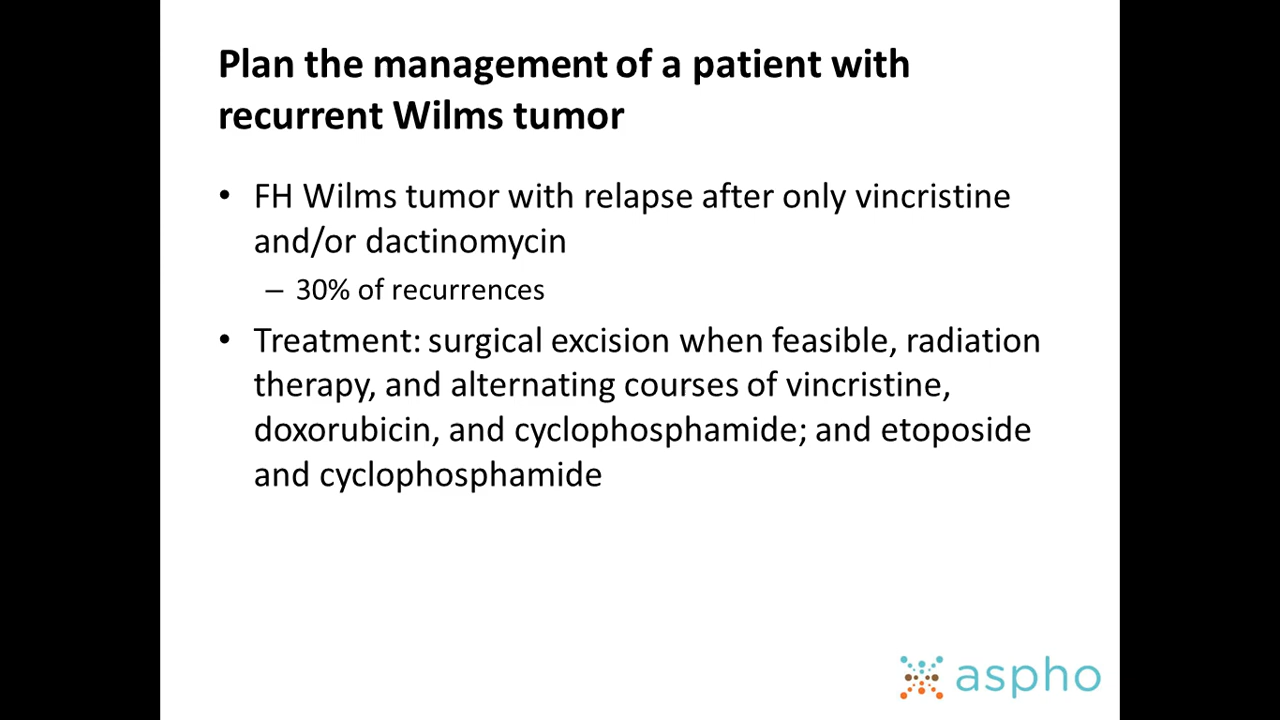 Plan the management of a patient with
recurrent Wilms tumor
• FH Wilms tumor with relapse after only vincristine
and/or dactinomycin
– 30% of recurrences
• Treatment: surgical excision when feasible, radiation
therapy, and alternating courses of vincristine,
doxorubicin, and cyclophosphamide; and etoposide
and cyclophosphamide
aspho